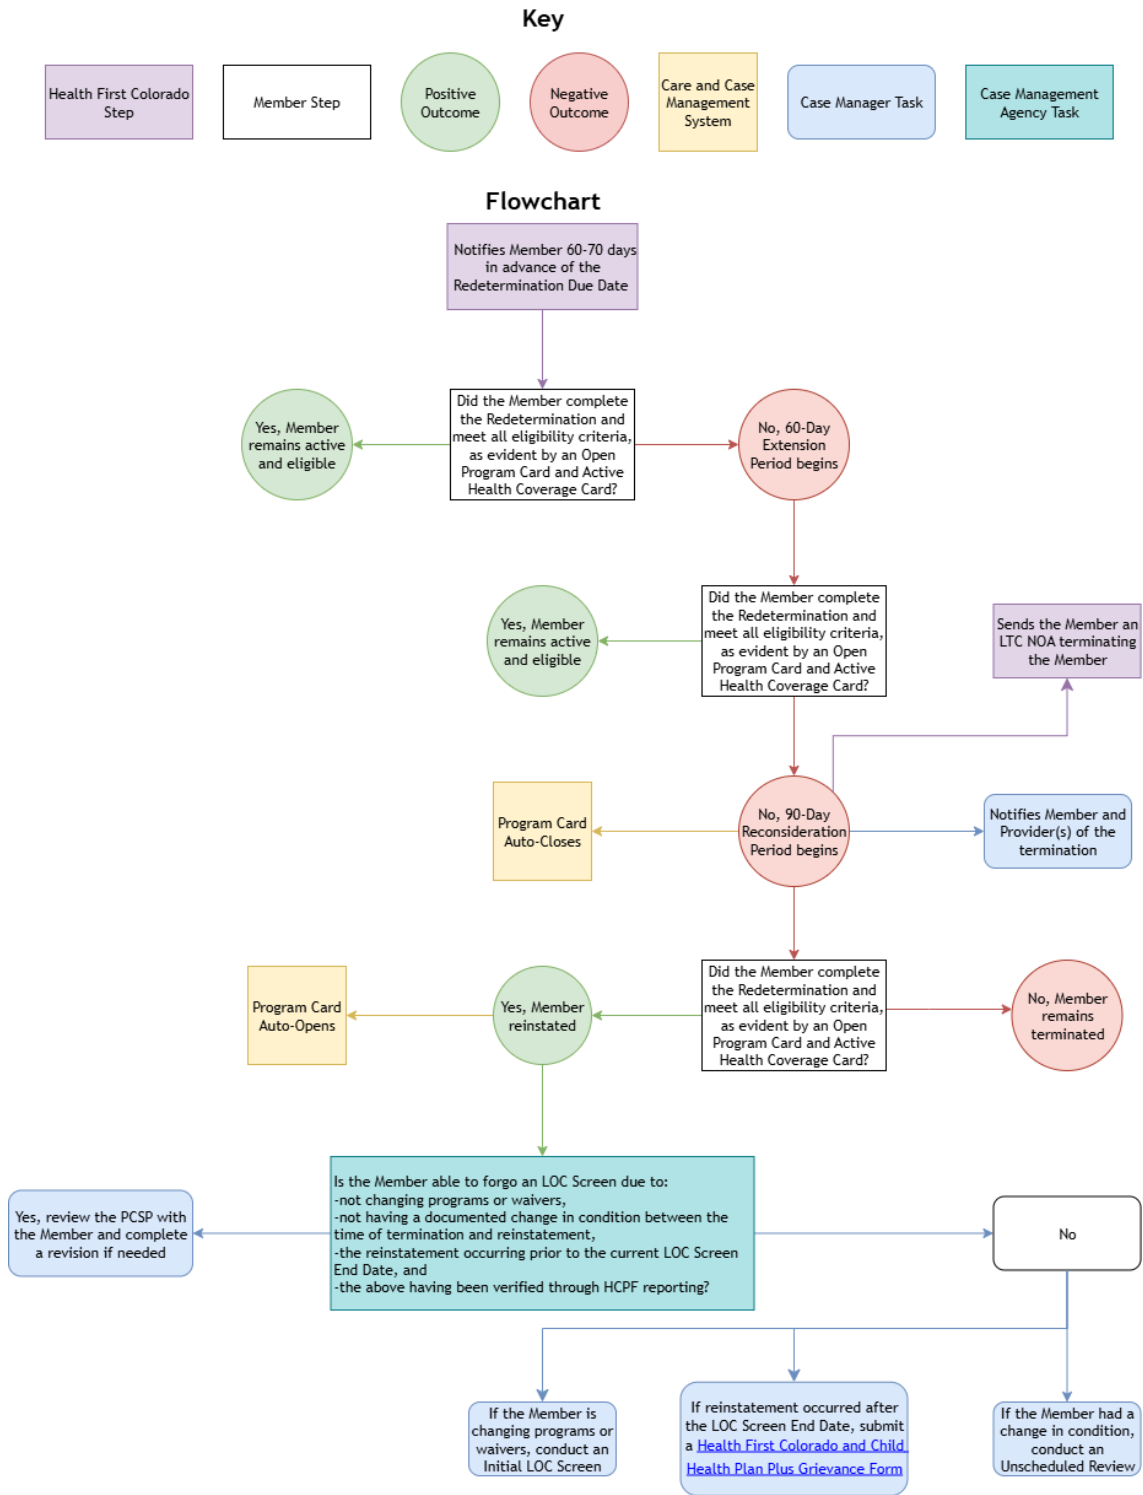 Key
Health First Colorado
Step
Member Step
Positive
Outcome
Negative
Outcome
Care and Case
Management
System
Case Manager Task
Case Management
Agency Task
Flowchart
Notifies Member 60-70 days
in advance of the
Redetermination Due Date
Yes, Member
remains active
and eligible
Did the Member complete
the Redetermination and
meet all eligibility criteria,
as evident by an Open
Program Card and Active
Health Coverage Card?
No, 60-Day
Extension
Period begins
Yes, Member
remains active
and eligible
Did the Member complete
the Redetermination and
meet all eligibility criteria,
as evident by an Open
Program Card and Active
Health Coverage Card?
Sends the Member an
LTC NOA terminating
the Member
Program Card
Auto-Closes
No, 90-Day
Reconsideration
Period begins
Notifies Member and
Provider(s) of the
termination
Program Card
Auto-Opens
Yes, Member
reinstated
Did the Member complete
the Redetermination and
meet all eligibility criteria,
as evident by an Open
Program Card and Active
Health Coverage Card?
No, Member
remains
terminated
Yes, review the PCSP with
the Member and complete
a revision if needed
Is the Member able to forgo an LOC Screen due to:
-not changing programs or waivers,
-not having a documented change in condition between the
time of termination and reinstatement,
-the reinstatement occurring prior to the current LOC Screen
End Date, and
-the above having been verified through HCPF reporting?
No
If the Member is
changing programs or
waivers, conduct an
Initial LOC Screen
If reinstatement occurred after
the LOC Screen End Date, submit
a Health First Colorado and Child
Health Plan Plus Grievance Form
If the Member had a
change in condition,
conduct an
Unscheduled Review